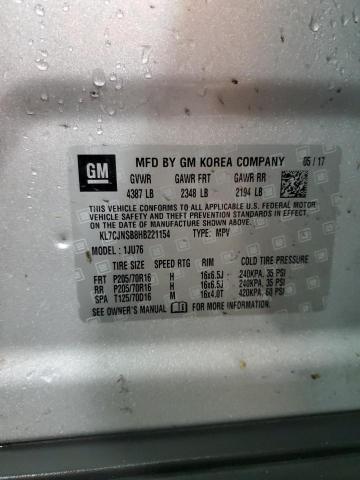 GM
MFD BY GM KOREA COMPANY 05/17
GVWR GAWR FRT GAWR RR
4387 LB 2348 LB 2194 LB
THIS VEHICLE CONFORMS TO ALL APPLICABLE U.S. FEDERAL MOTOR
VEHICLE SAFETY, BUMPER, AND THEFT PREVENTION STANDARDS IN EFFECT
ON THE DATE OF MANUFACTURE SHOWN ABOVE.
KL7CJNSB8HB221154 TYPE: MPV
MODEL: 1JU76
TIRE SIZE SPEED RTG RIM COLD TIRE PRESSURE
FRT P205/70R16 H 16x6.5J 240KPA, 35 PSI
RR P205/70R16 H 16x6.5J 240KPA, 35 PSI
SPA T125/70D16 M 16x4.0T 420KPA, 60 PSI
SEE OWNER'S MANUAL FOR MORE INFORMATION.